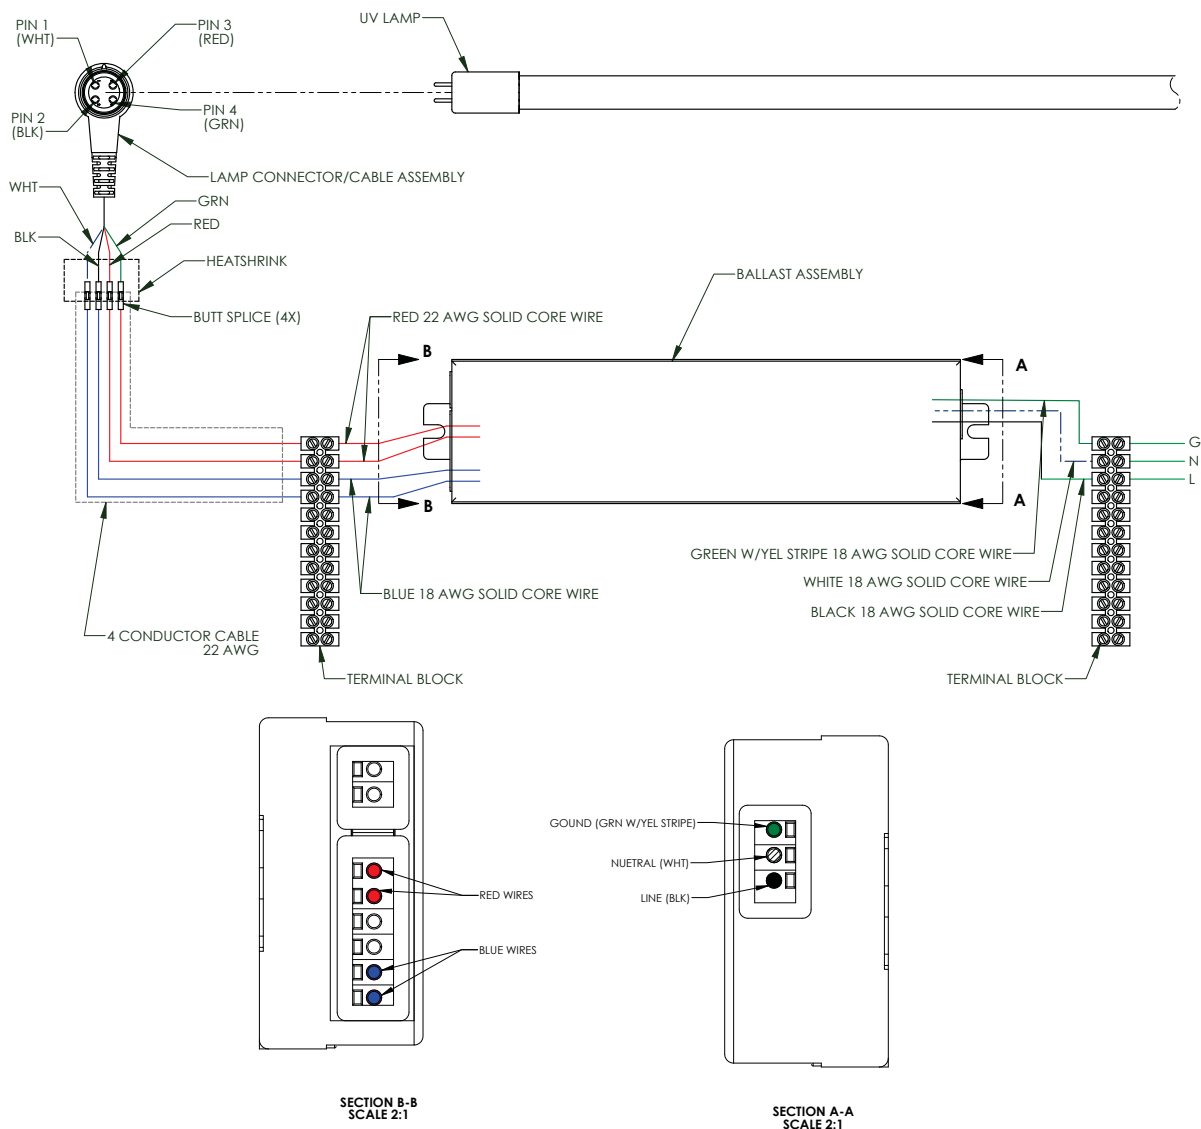 PIN 1
(WHT)
PIN 3
(RED)
UV LAMP
PIN 2
(BLK)
PIN 4
(GRN)
LAMP CONNECTOR/CABLE ASSEMBLY
WHT
GRN
BLK
RED
HEATSHRINK
BUTT SPLICE (4X)
RED 22 AWG SOLID CORE WIRE
BALLAST ASSEMBLY
B
A
B
A
G
N
L
GREEN W/YEL STRIPE 18 AWG SOLID CORE WIRE
WHITE 18 AWG SOLID CORE WIRE
BLUE 18 AWG SOLID CORE WIRE
BLACK 18 AWG SOLID CORE WIRE
4 CONDUCTOR CABLE
22 AWG
TERMINAL BLOCK
TERMINAL BLOCK
RED WIRES
BLUE WIRES
GOUND (GRN W/YEL STRIPE)
NUETRAL (WHT)
LINE (BLK)
SECTION B-B
SCALE 2:1
SECTION A-A
SCALE 2:1